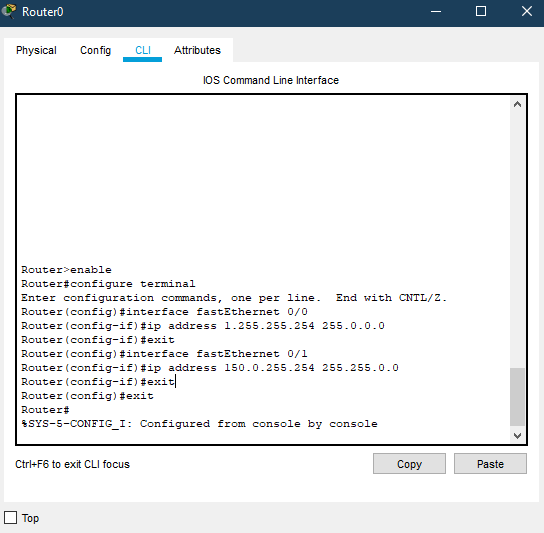 Router0
Physical Config CLI Attributes
IOS Command Line Interface
Router>enable
Router#configure terminal
Enter configuration commands, one per line.  End with CNTL/Z.
Router(config)#interface fastEthernet 0/0
Router(config-if)#ip address 1.255.255.254 255.0.0.0
Router(config-if)#exit
Router(config)#interface fastEthernet 0/1
Router(config-if)#ip address 150.0.255.254 255.255.0.0
Router(config-if)#exit
Router(config)#exit
Router#
%SYS-5-CONFIG_I: Configured from console by console
Ctrl+F6 to exit CLI focus Copy Paste
Top